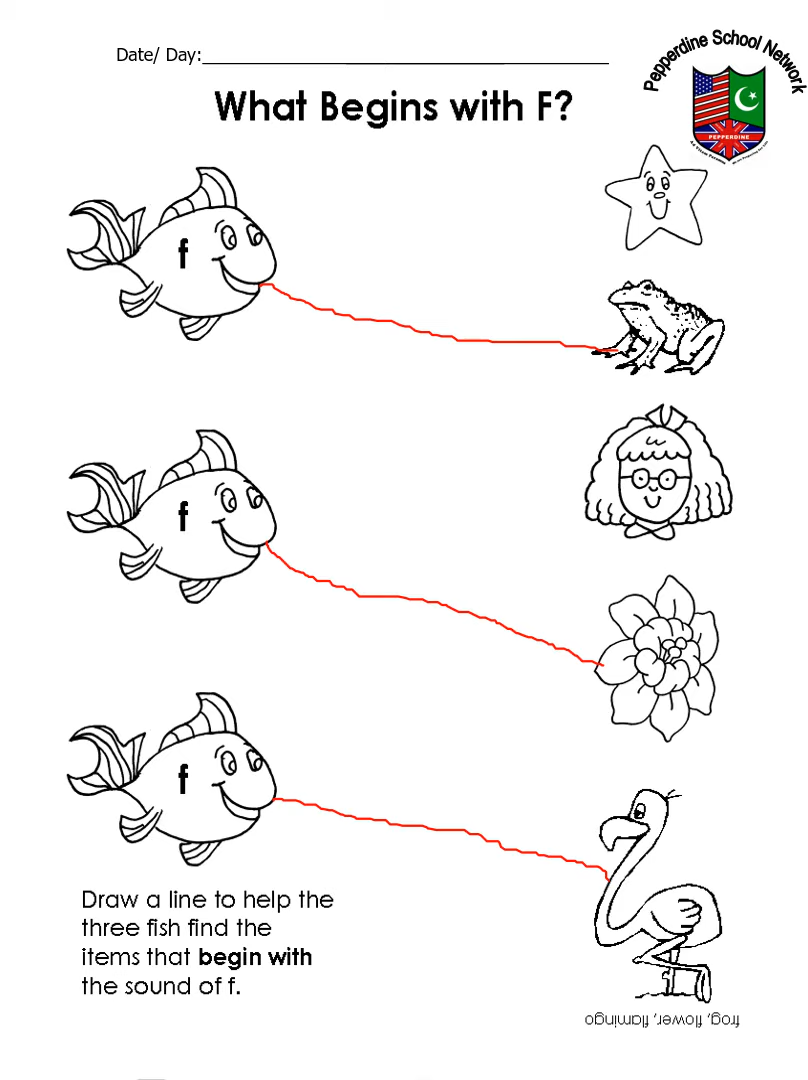 Date/ Day:
Pepperdine School Network
PEPPERDINE
What Begins with F?
f
f
f
Draw a line to help the
three fish find the
items that begin with
the sound of f.
frog, flower, flamingo